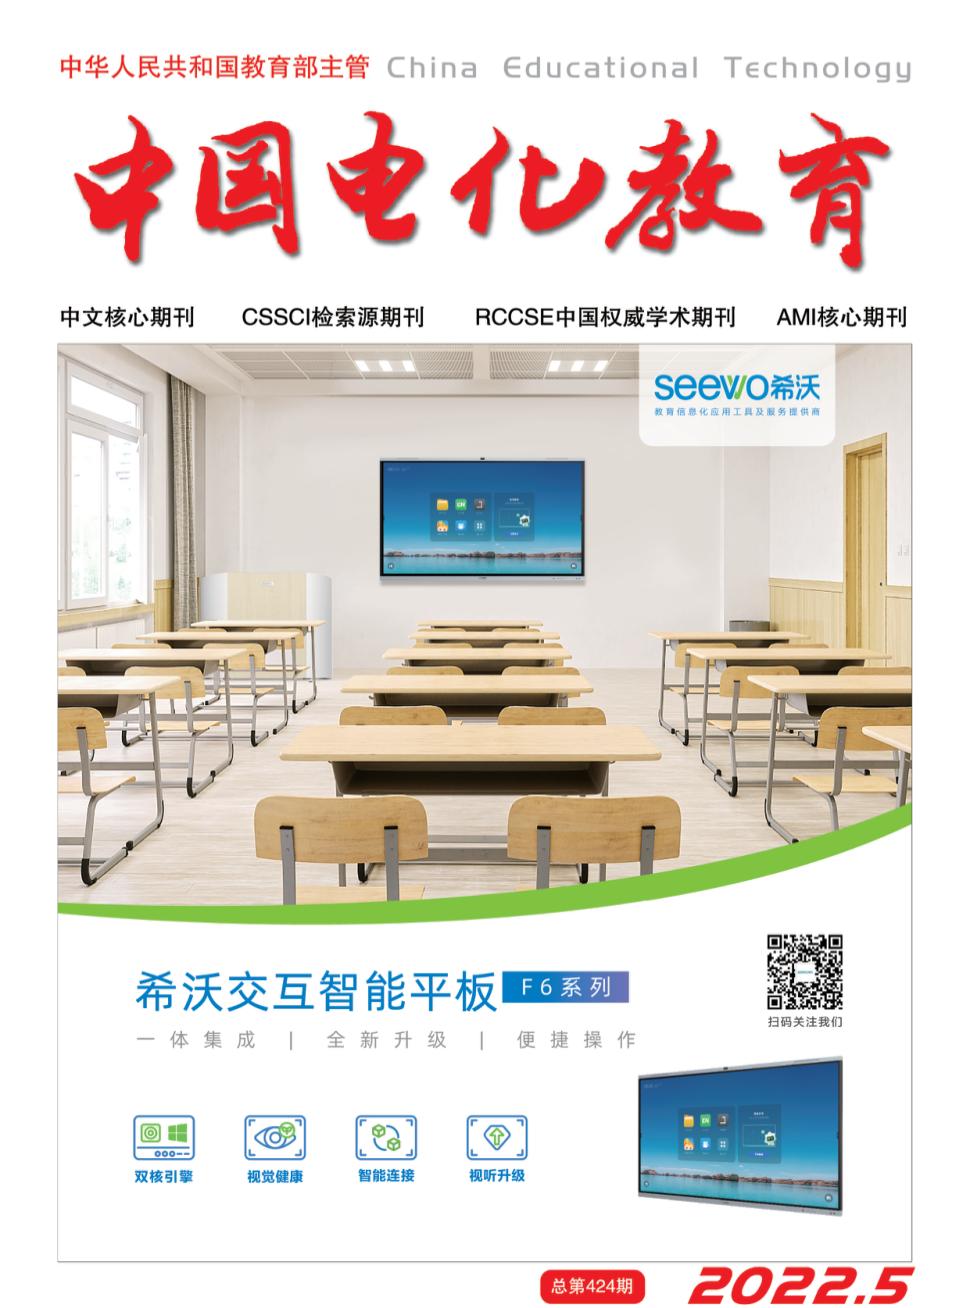 中华人民共和国教育部主管 China Educational Technology
中国电化教育
中文核心期刊 CSSCI检索源期刊 RCCSE中国权威学术期刊 AMI核心期刊
seewo希沃
教育信息化应用工具及服务提供商
希沃交互智能平板 F6系列
一体集成 | 全新升级 | 便捷操作
扫码关注我们
双核引擎 视觉健康 智能连接 视听升级
总第424期 2022.5